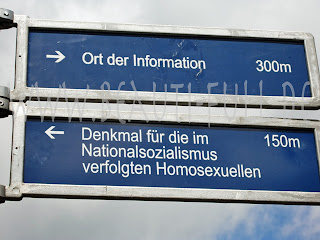 → Ort der Information 300m
← Denkmal für die im 150m
Nationalsozialismus
verfolgten Homosexuellen